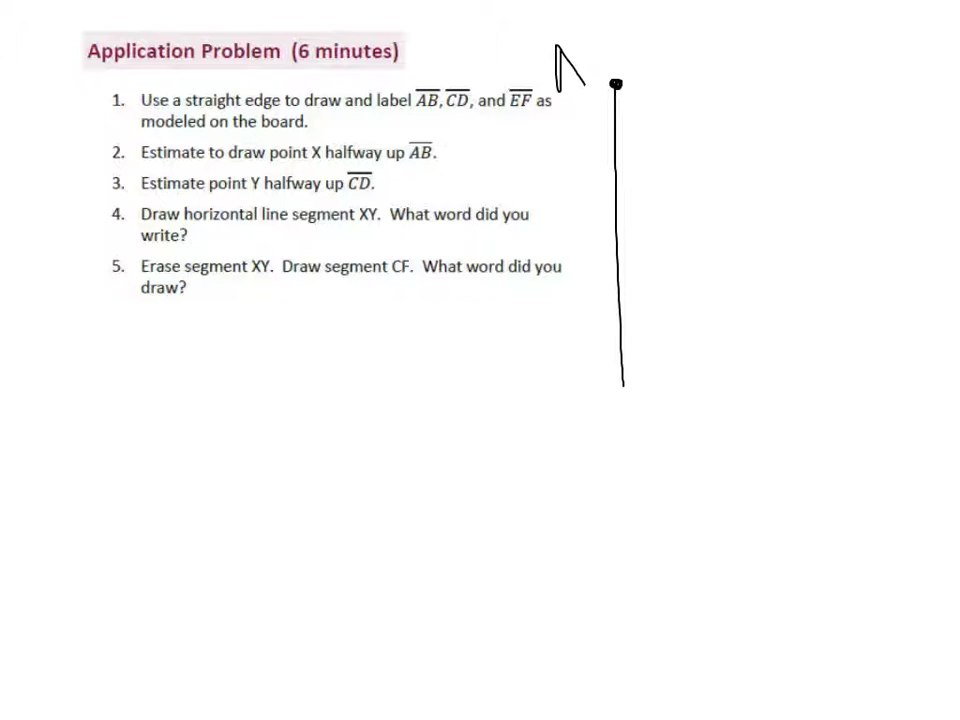 Application Problem (6 minutes)
1. Use a straight edge to draw and label AB, CD, and EF as
modeled on the board.
2. Estimate to draw point X halfway up AB.
3. Estimate point Y halfway up CD.
4. Draw horizontal line segment XY. What word did you
write?
5. Erase segment XY. Draw segment CF. What word did you
draw?